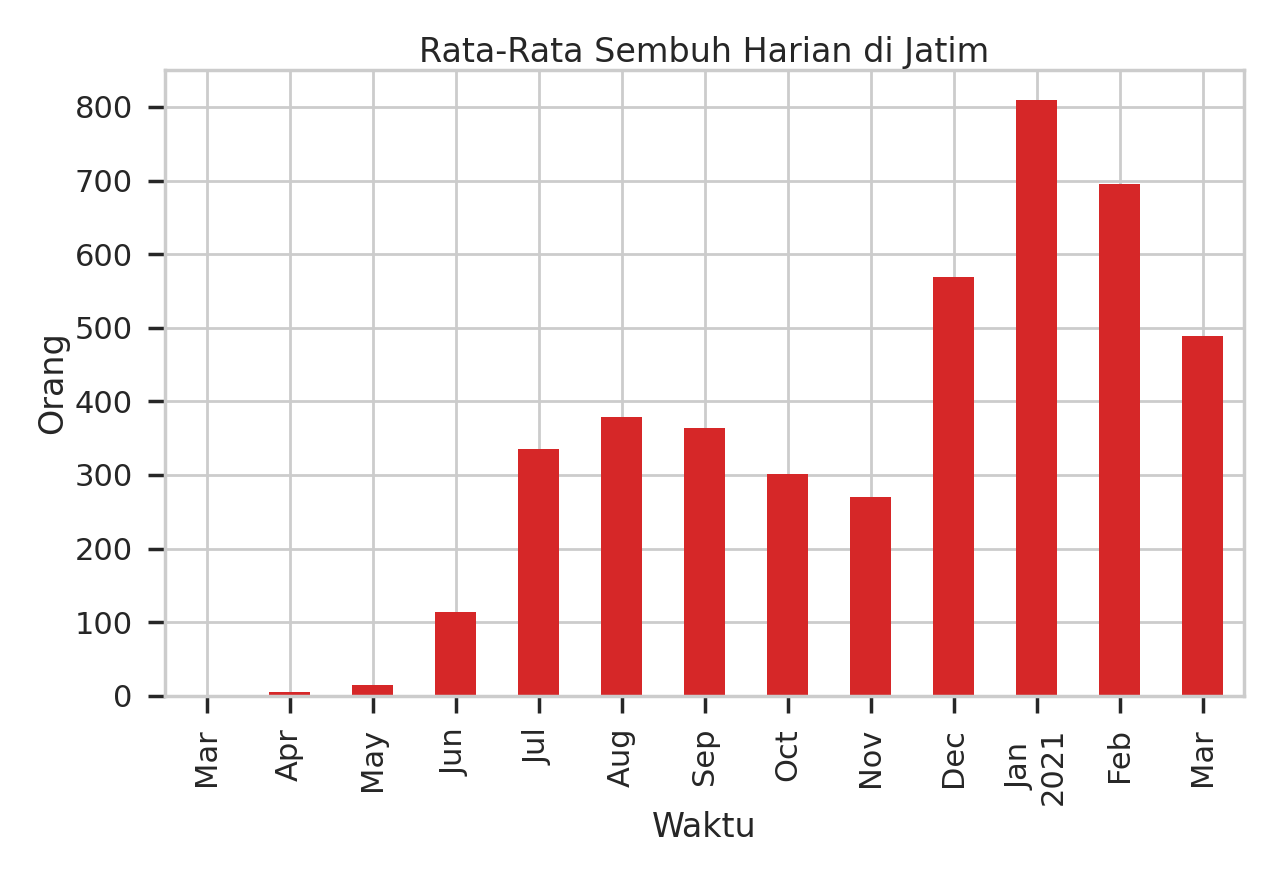 Rata-Rata Sembuh Harian di Jatim
800
700
600
500
400
300
200
100
0
Orang
Mar
Apr
May
Jun
Jul
Aug
Sep
Oct
Nov
Dec
Jan
2021
Feb
Mar
Waktu